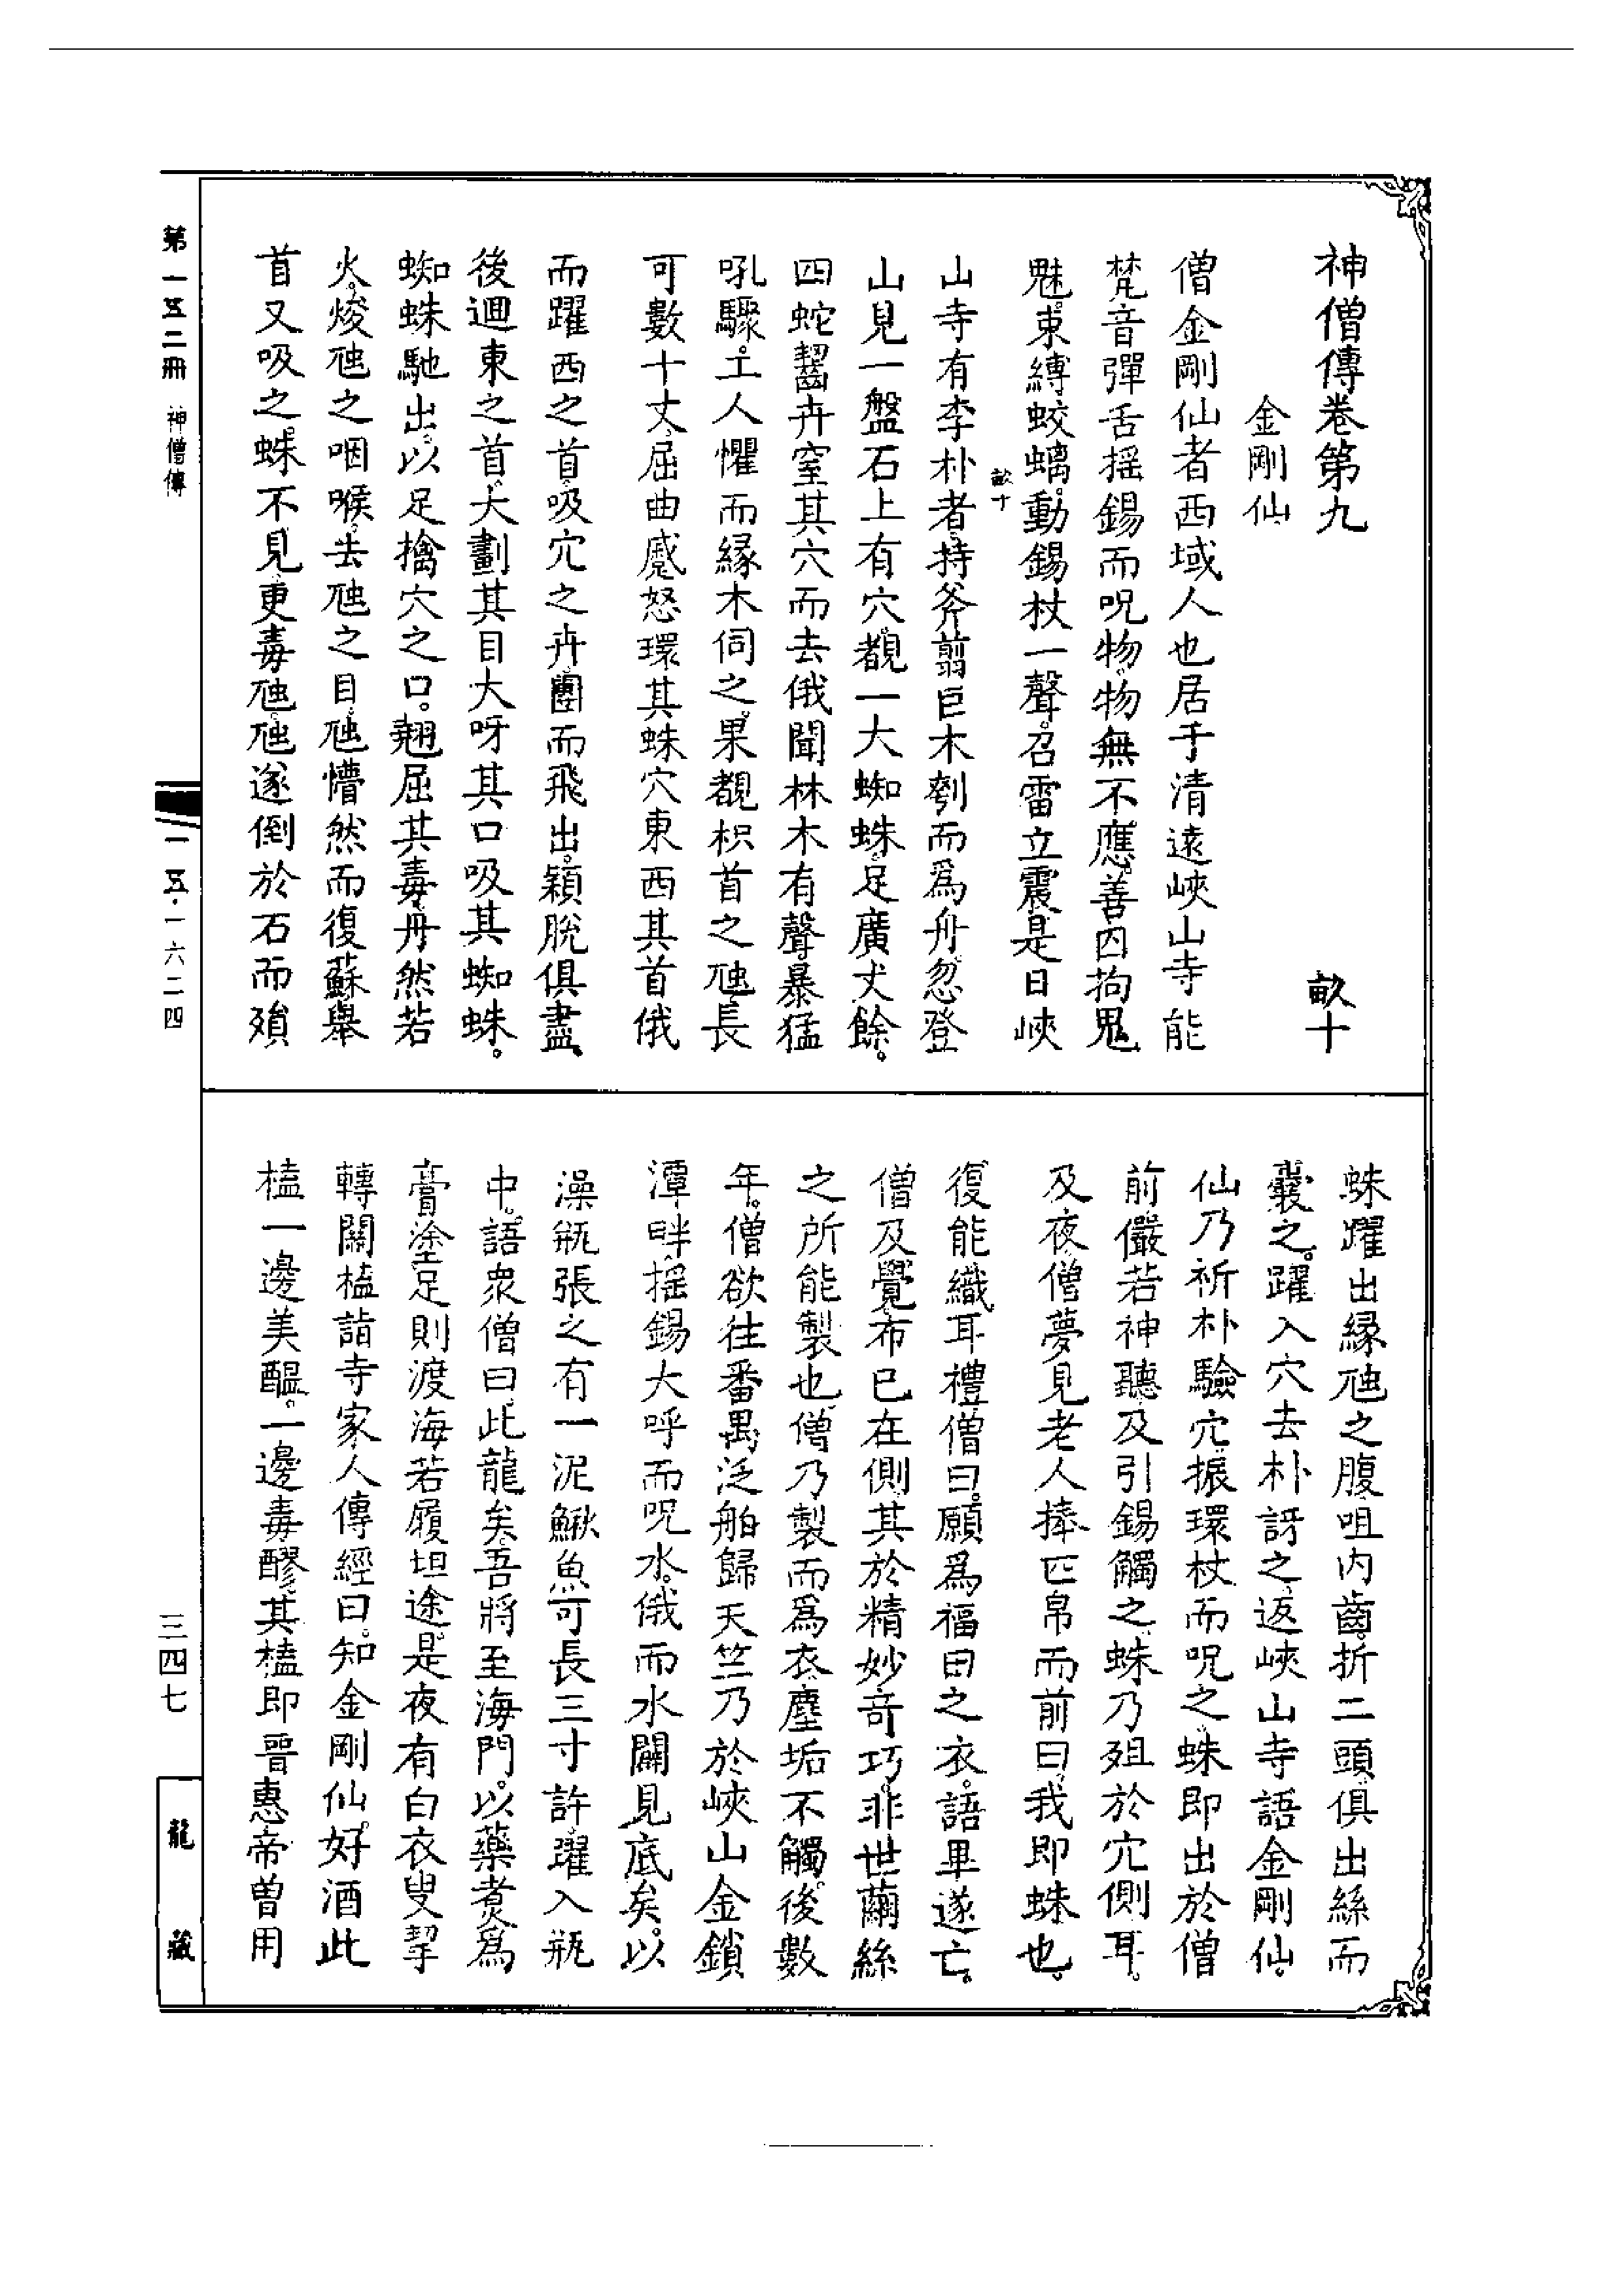 神僧傳卷第九　畝十
金剛仙
僧金剛仙者西域人也居于清遠峽山寺能
梵音彈舌搖錫而呪物。物無不應。善囚拘鬼
魅。束縛蛟螭。動錫杖一聲。召雷立震是日峽
畝十
山寺有李朴者。持斧翦巨木刳而爲舟。忽登
山見一盤石上有穴。覩一大蜘蛛。足廣丈餘。
四蛇齧卉窒其穴而去俄聞林木有聲暴猛
吼驟。工人懼而緣木伺之。果覩枳首之虺。長
可數十丈。屈曲蹙怒環其蛛穴東西其首俄
而躍西之首。吸穴之卉。團而飛出。穎脫俱盡。
後迴東之首。大劃其目大呀其口吸其蜘蛛。
蜘蛛馳出。以足擒穴之口。翹屈其毒。丹然若
火。焌虺之咽喉。去虺之目。虺懵然而復蘇舉
首又吸之。蛛不見。更毒虺。虺遂倒於石而殞
蛛躍出緣虺之腹咀內齒。折二頭俱出絲而
囊之。躍入穴去朴訝之。返峽山寺語金剛仙。
仙乃祈朴驗穴。振環杖而呪之。蛛即出於僧
前。儼若神聽。及引錫觸之。蛛乃殂於穴側耳。
及夜。僧夢見老人捧匹帛而前曰。我即蛛也。
復能織耳。禮僧曰。願爲福田之衣。語畢遂亡。
僧及覺。布已在側。其於精妙奇巧。非世繭絲
之所能製也。僧乃製而爲衣。塵垢不觸。後數
年。僧欲往番禺泛舶歸天竺乃於峽山金鎖
潭畔。搖錫大呼而呪水。俄而水闢見底矣。以
澡瓶張之有一泥鰍魚可長三寸許。躍入瓶
中。語衆僧曰。此龍矣。吾將至海門。以藥煑爲
膏塗足則渡海若履坦途。是夜有白衣叟挈
轉關榼詣寺家人傳經曰。知金剛仙。好酒此
榼一邊美醞。一邊毒醪。其榼即晉惠帝曽用
第一五二冊　神僧傳
一五·一六二四
三四七
龍藏